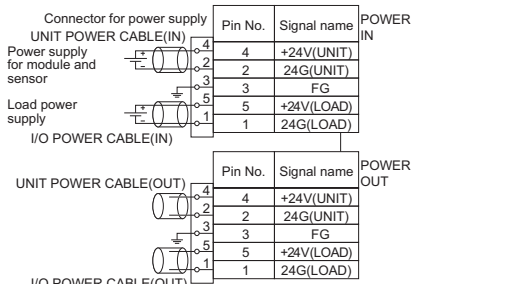 Connector for power supply
UNIT POWER CABLE(IN)
Power supply
for module and
sensor
Load power
supply
I/O POWER CABLE(IN)
4
2
3
5
1
Pin No. Signal name
4 +24V(UNIT)
2 24G(UNIT)
3 FG
5 +24V(LOAD)
1 24G(LOAD)
POWER
IN
UNIT POWER CABLE(OUT)
4
2
3
5
1
I/O POWER CABLE(OUT)
Pin No. Signal name
4 +24V(UNIT)
2 24G(UNIT)
3 FG
5 +24V(LOAD)
1 24G(LOAD)
POWER
OUT